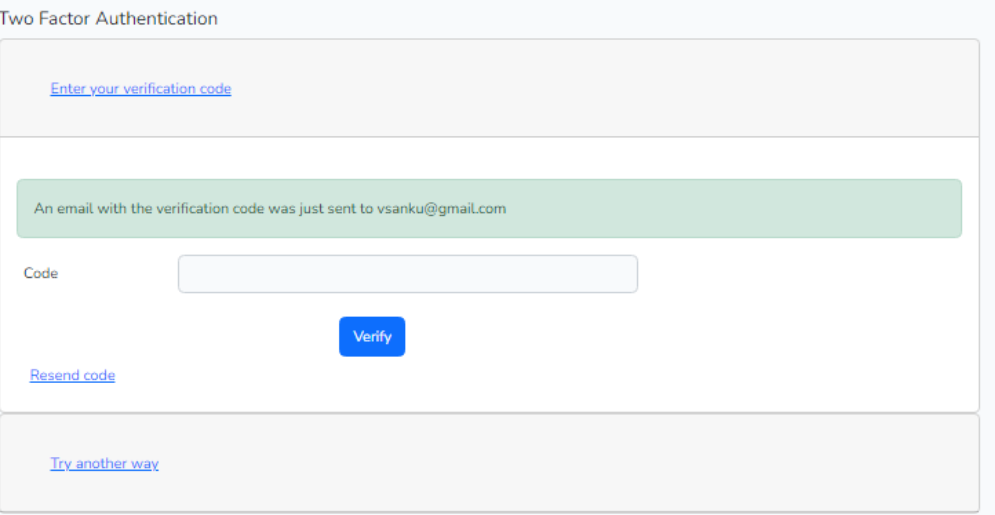 Two Factor Authentication
Enter your verification code
An email with the verification code was just sent to vsanku@gmail.com
Code
Verify
Resend code
Try another way